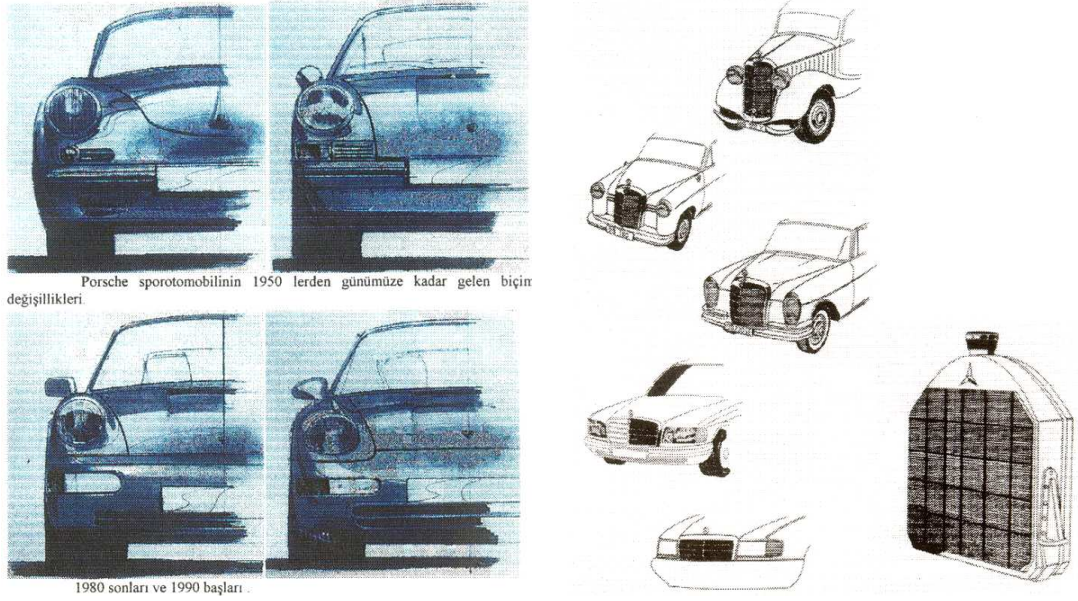 Porsche sporotomobilinin 1950 lerden günümüze kadar gelen biçim
değişillikleri.
1980 sonları ve 1990 başları .